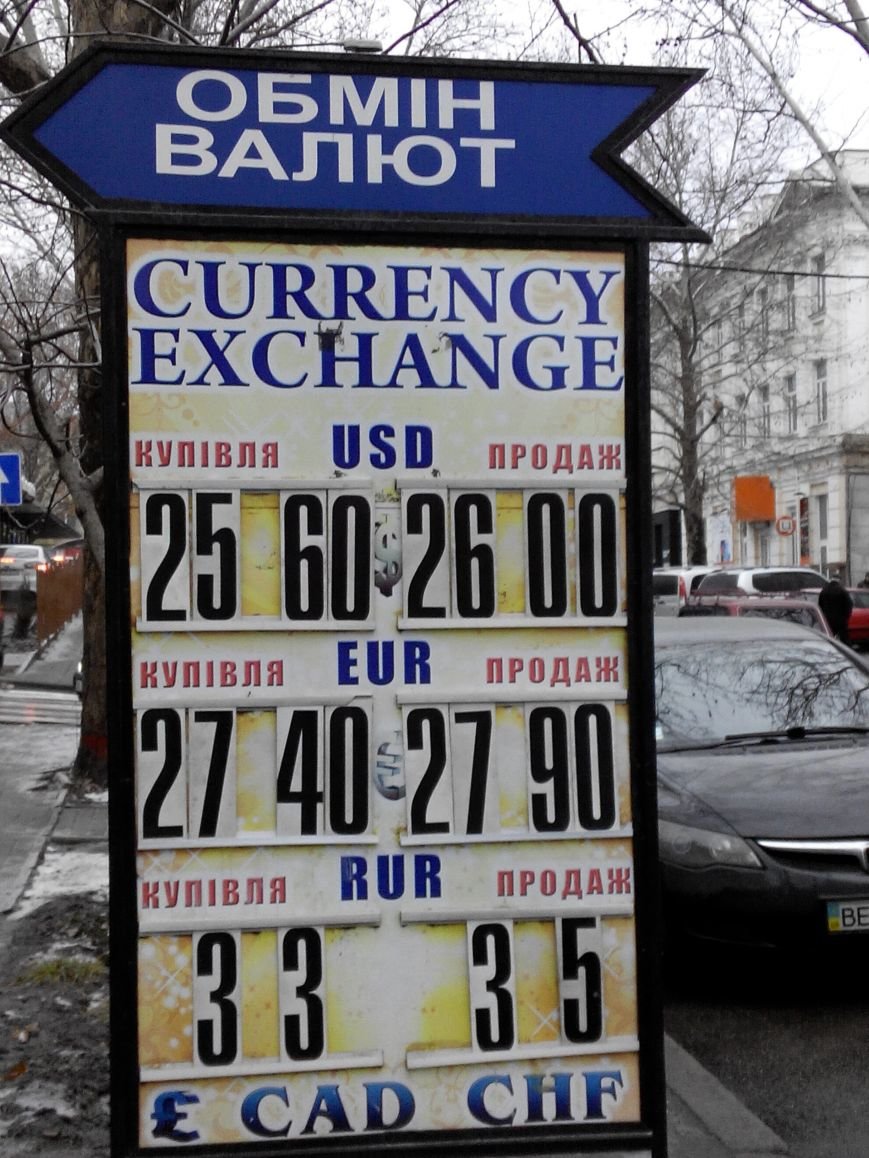 ОБМІН
ВАЛЮТ
CURRENCY
EXCHANGE
КУПІВЛЯ USD ПРОДАЖ
25 60 $ 26 00
КУПІВЛЯ EUR ПРОДАЖ
27 40 27 90
КУПІВЛЯ RUR ПРОДАЖ
3 3 3 5
£ CAD CHF
BE